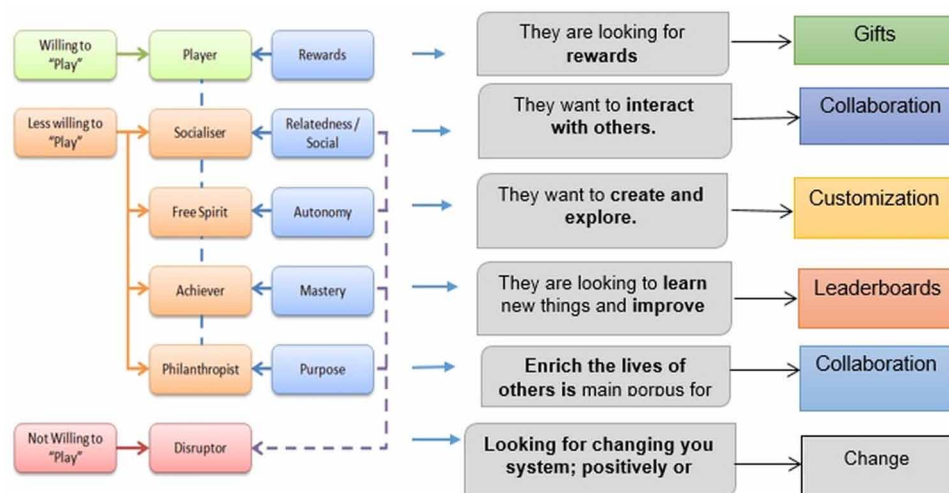 Willing to
"Play"
Player
Rewards
They are looking for
rewards
Gifts
Less willing to
"Play"
Socialiser
Relatedness /
Social
They want to interact
with others.
Collaboration
Free Spirit
Autonomy
They want to create and
explore.
Customization
Achiever
Mastery
They are looking to learn
new things and improve
Leaderboards
Philanthropist
Purpose
Enrich the lives of
others is main porpus for
Collaboration
Not Willing to
"Play"
Disruptor
Looking for changing you
system; positively or
Change